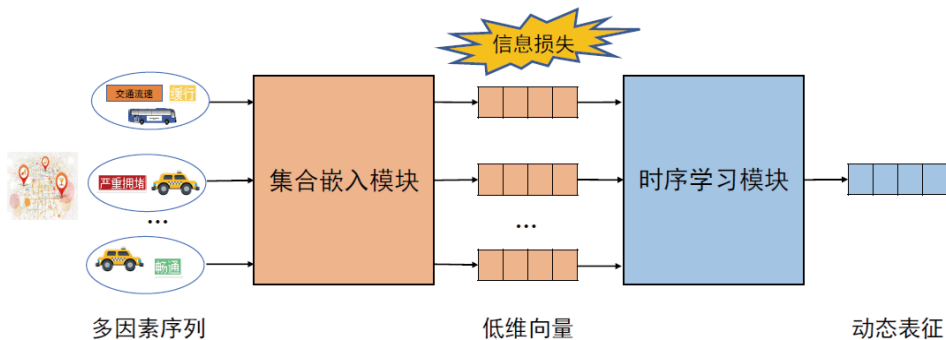 信息损失
交通流速 缓行
严重拥堵
...
畅通
集合嵌入模块
...
时序学习模块
多因素序列
低维向量
动态表征